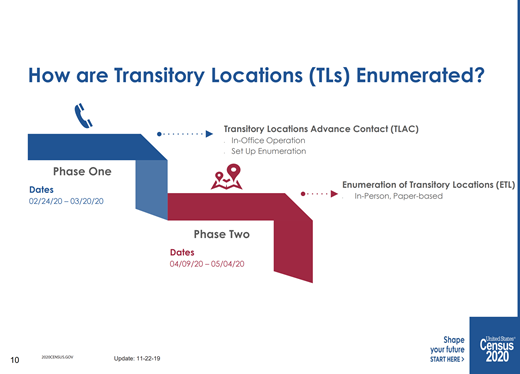 How are Transitory Locations (TLs) Enumerated?
Transitory Locations Advance Contact (TLAC)
In-Office Operation
Set Up Enumeration
Phase One
Dates
02/24/20 – 03/20/20
Enumeration of Transitory Locations (ETL)
In-Person, Paper-based
Phase Two
Dates
04/09/20 – 05/04/20
10
2020CENSUS.GOV
Update: 11-22-19
Shape
your future
START HERE >
United States®
Census
2020